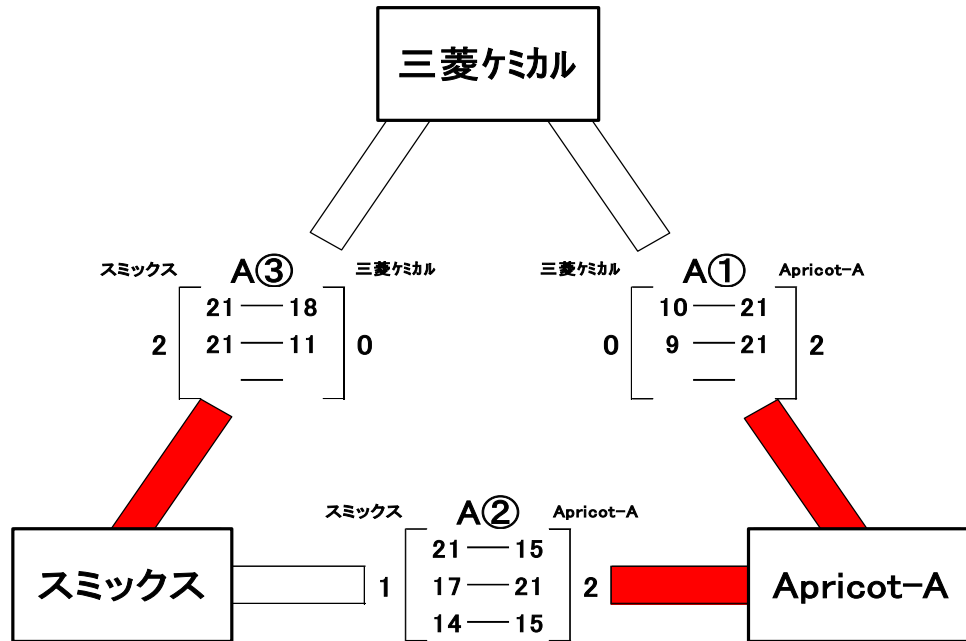 三菱ケミカル
スミックス A③ 三菱ケミカル
21 — 18
2 21 — 11 0
—
三菱ケミカル A① Apricot-A
10 — 21
0 9 — 21 2
—
スミックス A② Apricot-A
21 — 15
1 17 — 21 2
14 — 15
スミックス
Apricot-A